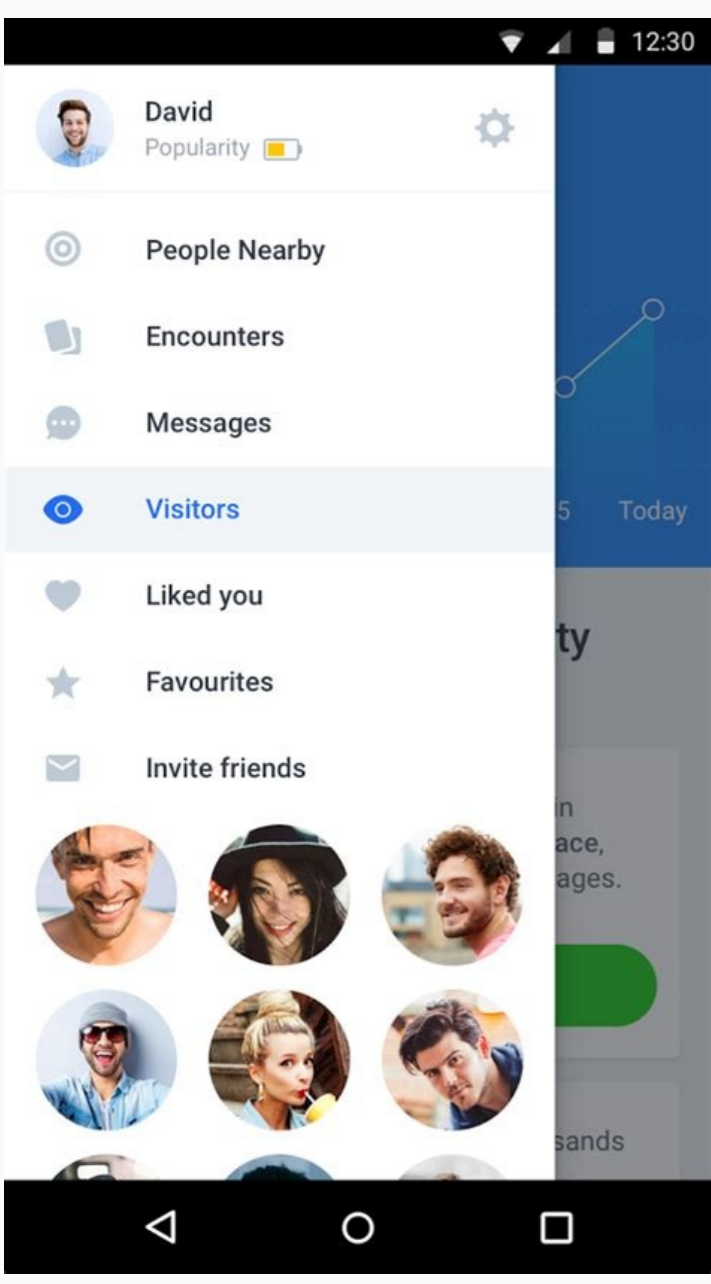 12:30
David
Popularity
People Nearby
Encounters
Messages
Visitors
5 Today
Liked you
ty
Favourites
Invite friends
in
ace,
ages.
sands